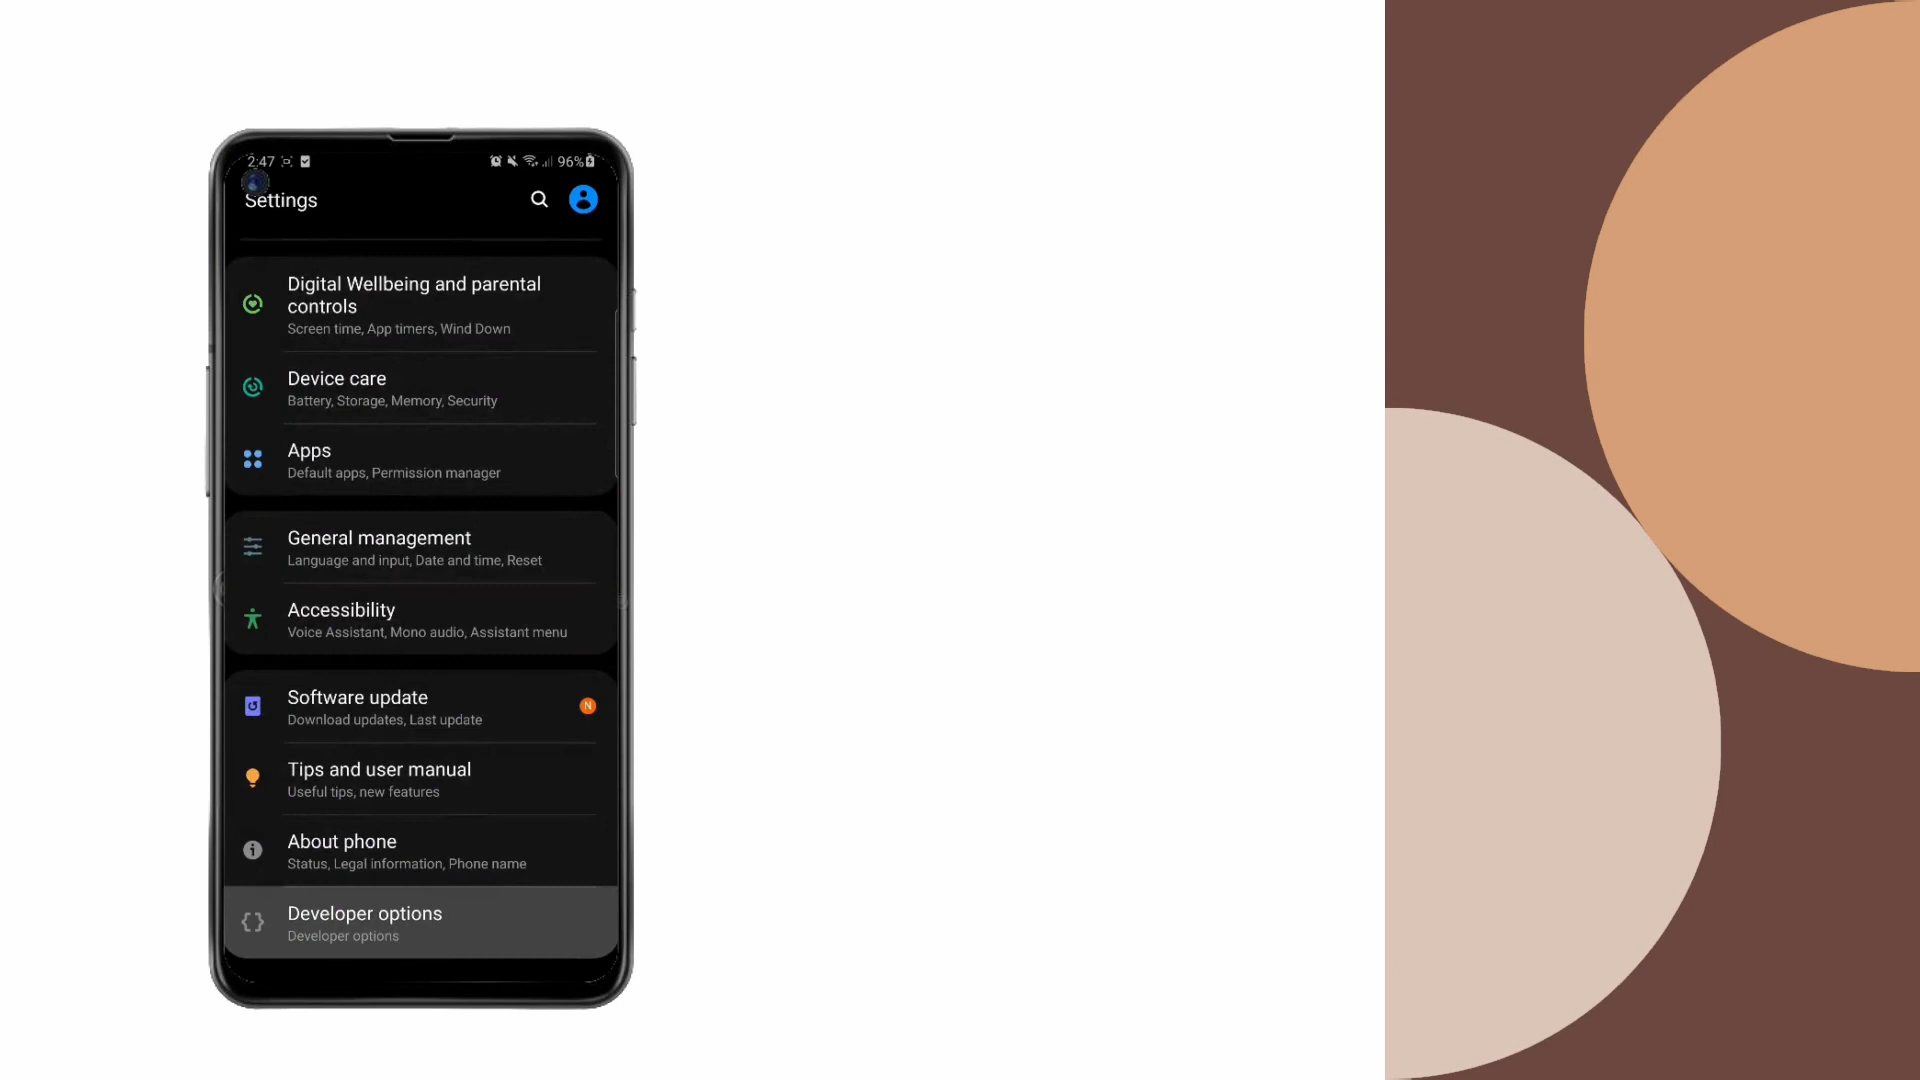 2:47
96%
Settings
Digital Wellbeing and parental
controls
Screen time, App timers, Wind Down
Device care
Battery, Storage, Memory, Security
Apps
Default apps, Permission manager
General management
Language and input, Date and time, Reset
Accessibility
Voice Assistant, Mono audio, Assistant menu
Software update
N
Download updates, Last update
Tips and user manual
Useful tips, new features
About phone
Status, Legal information, Phone name
Developer options
Developer options